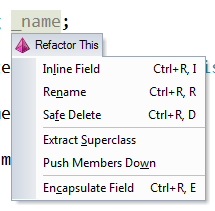 _name;
Refactor This
Inline Field Ctrl+R, I
Rename Ctrl+R, R
Safe Delete Ctrl+R, D
Extract Superclass
Push Members Down
Encapsulate Field Ctrl+R, E